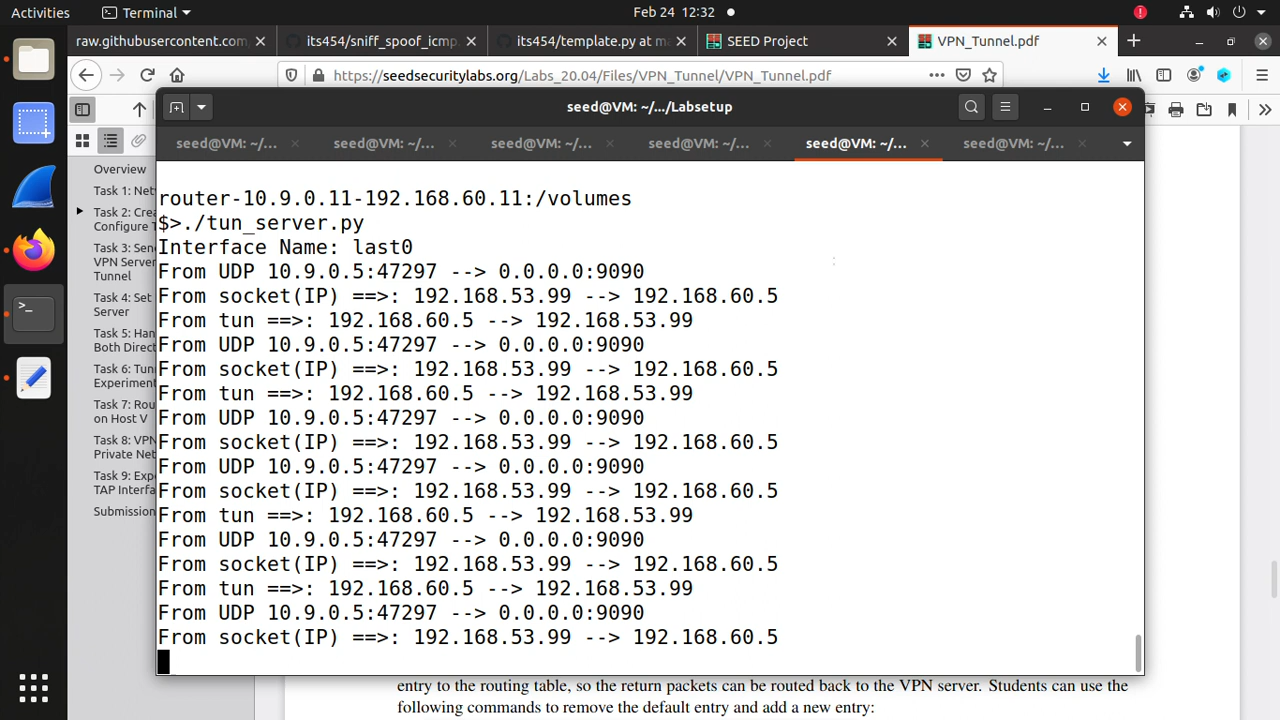 Activities
Terminal
Feb 24 12:32
raw.githubusercontent.com
its454/sniff_spoof_icmp.
its454/template.py at ma
SEED Project
VPN_Tunnel.pdf
https://seedsecuritylabs.org/Labs_20.04/Files/VPN_Tunnel/VPN_Tunnel.pdf
seed@VM: ~/.../Labsetup
seed@VM: ~/...
seed@VM: ~/...
seed@VM: ~/...
seed@VM: ~/...
seed@VM: ~/...
seed@VM: ~/...
Overview
Task 1: Net
Task 2: Crea
Configure T
Task 3: Sen
VPN Server
Tunnel
Task 4: Set
Server
Task 5: Han
Both Direct
Task 6: Tun
Experiment
Task 7: Rou
on Host V
Task 8: VPN
Private Net
Task 9: Exp
TAP Interfa
Submission
router-10.9.0.11-192.168.60.11:/volumes
$>./tun_server.py
Interface Name: last0
From UDP 10.9.0.5:47297 --> 0.0.0.0:9090
From socket(IP) ==>: 192.168.53.99 --> 192.168.60.5
From tun ==>: 192.168.60.5 --> 192.168.53.99
From UDP 10.9.0.5:47297 --> 0.0.0.0:9090
From socket(IP) ==>: 192.168.53.99 --> 192.168.60.5
From tun ==>: 192.168.60.5 --> 192.168.53.99
From UDP 10.9.0.5:47297 --> 0.0.0.0:9090
From socket(IP) ==>: 192.168.53.99 --> 192.168.60.5
From UDP 10.9.0.5:47297 --> 0.0.0.0:9090
From socket(IP) ==>: 192.168.53.99 --> 192.168.60.5
From tun ==>: 192.168.60.5 --> 192.168.53.99
From UDP 10.9.0.5:47297 --> 0.0.0.0:9090
From socket(IP) ==>: 192.168.53.99 --> 192.168.60.5
From tun ==>: 192.168.60.5 --> 192.168.53.99
From UDP 10.9.0.5:47297 --> 0.0.0.0:9090
From socket(IP) ==>: 192.168.53.99 --> 192.168.60.5
entry to the routing table, so the return packets can be routed back to the VPN server. Students can use the
following commands to remove the default entry and add a new entry: